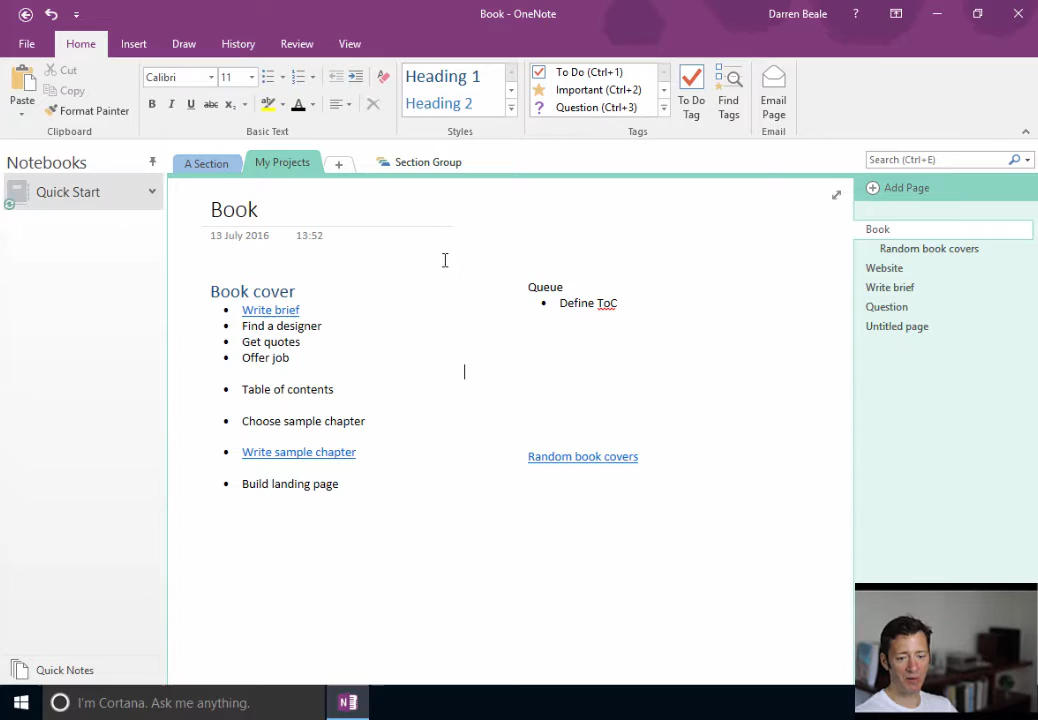 Book - OneNote
Darren Beale
?
File
Home
Insert
Draw
History
Review
View
Paste
Cut
Copy
Format Painter
Clipboard
Calibri
11
B I U abc X₂
A
Basic Text
Heading 1
Heading 2
Styles
To Do (Ctrl+1)
Important (Ctrl+2)
? Question (Ctrl+3)
Tags
To Do
Tag
Find
Tags
Email
Page
Email
Notebooks
Quick Start
A Section
My Projects
+
Section Group
Search (Ctrl+E)
Add Page
Book
Random book covers
Website
Write brief
Question
Untitled page
Book
13 July 2016 13:52
Book cover
• Write brief
• Find a designer
• Get quotes
• Offer job
• Table of contents
• Choose sample chapter
• Write sample chapter
• Build landing page
Queue
• Define ToC
Random book covers
Quick Notes
I'm Cortana. Ask me anything.
N